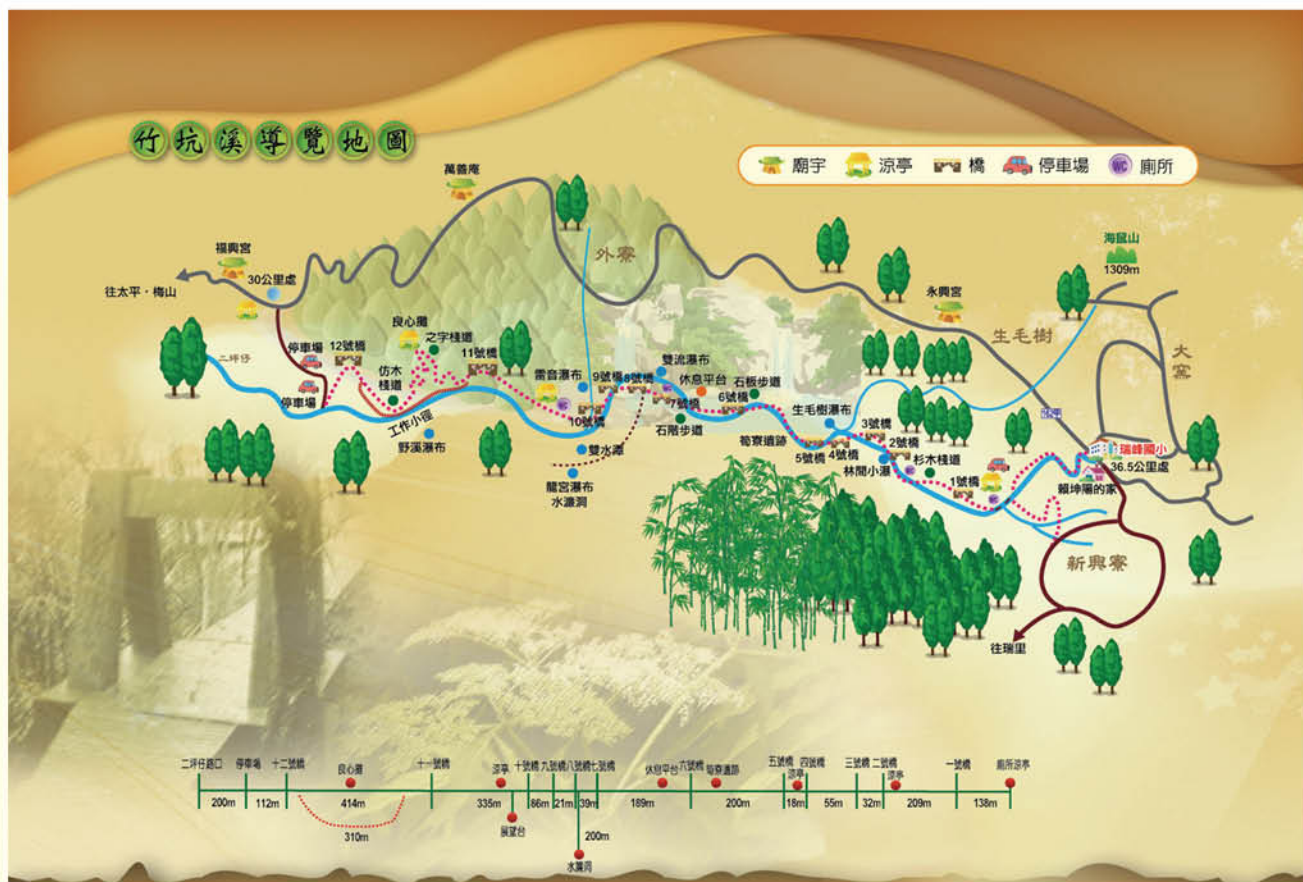 竹坑溪導覽地圖
廟宇 涼亭 橋 停車場 WC 廁所
萬善庵
福興宮
30公里處
往太平．梅山
外寮
海鼠山
1309m
永興宮
生毛樹
大窯
二坪仔
停車場
停車場
12號橋
良心攤
之字棧道
仿木
棧道
11號橋
工作小徑
野溪瀑布
雷音瀑布
WC
10號橋
9號橋
8號橋
雙流瀑布
雙水潭
龍宮瀑布
水濂洞
7號橋
石階步道
休息平台
石板步道
6號橋
筍寮遺跡
生毛樹瀑布
5號橋
4號橋
3號橋
林間小瀑
2號橋
WC
杉木棧道
1號橋
WC
瑞峰國小
36.5公里處
賴坤陽的家
新興寮
往瑞里
二坪仔路口 停車場 十二號橋 良心攤 十一號橋 涼亭 十號橋 九號橋 八號橋 七號橋 休息平台 六號橋 筍寮遺跡 五號橋 涼亭 四號橋 三號橋 二號橋 涼亭 一號橋 廁所涼亭
200m 112m 414m 335m 86m 21m 39m 189m 200m 18m 55m 32m 209m 138m
310m
展望台
200m
水濂洞